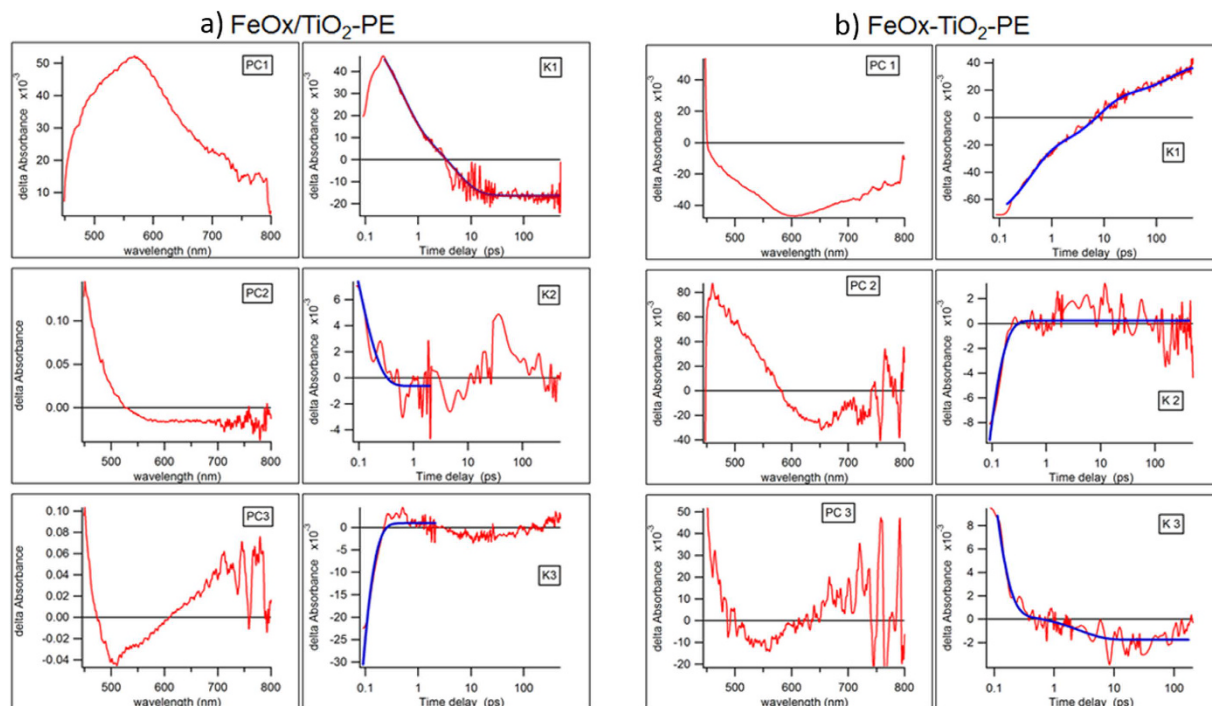 a) FeOx/TiO2-PE
b) FeOx-TiO2-PE
delta Absorbance x10-3
50
40
30
20
10
PC1
500 600 700 800
wavelength (nm)
delta Absorbance x10-3
40
30
20
10
0
-10
-20
K1
0.1 1 10 100
Time delay (ps)
delta Absorbance
0.10
0.05
0.00
PC2
500 600 700 800
wavelength (nm)
delta Absorbance x10-3
6
4
2
0
-2
-4
K2
0.1 1 10 100
Time delay (ps)
delta Absorbance
0.10
0.08
0.06
0.04
0.02
0.00
-0.02
-0.04
PC3
500 600 700 800
wavelength (nm)
delta Absorbance x10-3
0
-5
-10
-15
-20
-25
-30
K3
0.1 1 10 100
Time delay (ps)
delta Absorbance x10-3
40
20
0
-20
-40
PC 1
500 600 700 800
wavelength (nm)
delta Absorbance x10-3
40
20
0
-20
-40
-60
K1
0.1 1 10 100
Time delay (ps)
delta Absorbance x10-3
80
60
40
20
0
-20
-40
PC 2
500 600 700 800
wavelength (nm)
delta Absorbance x10-3
2
0
-2
-4
-6
-8
K 2
0.1 1 10 100
Time delay (ps)
delta Absorbance x10-3
50
40
30
20
10
0
-10
-20
PC 3
500 600 700 800
wavelength (nm)
delta Absorbance x10-3
8
6
4
2
0
-2
K 3
0.1 1 10 100
Time delay (ps)